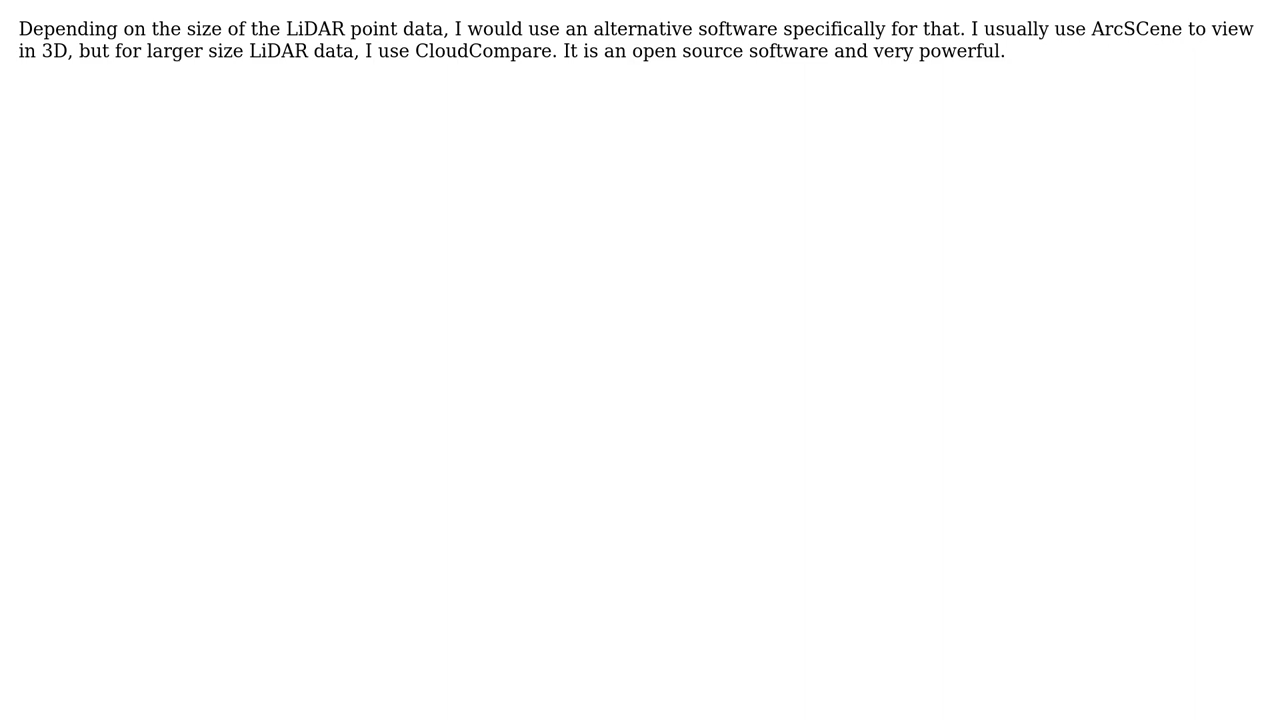 Depending on the size of the LiDAR point data, I would use an alternative software specifically for that. I usually use ArcSCene to view
in 3D, but for larger size LiDAR data, I use CloudCompare. It is an open source software and very powerful.